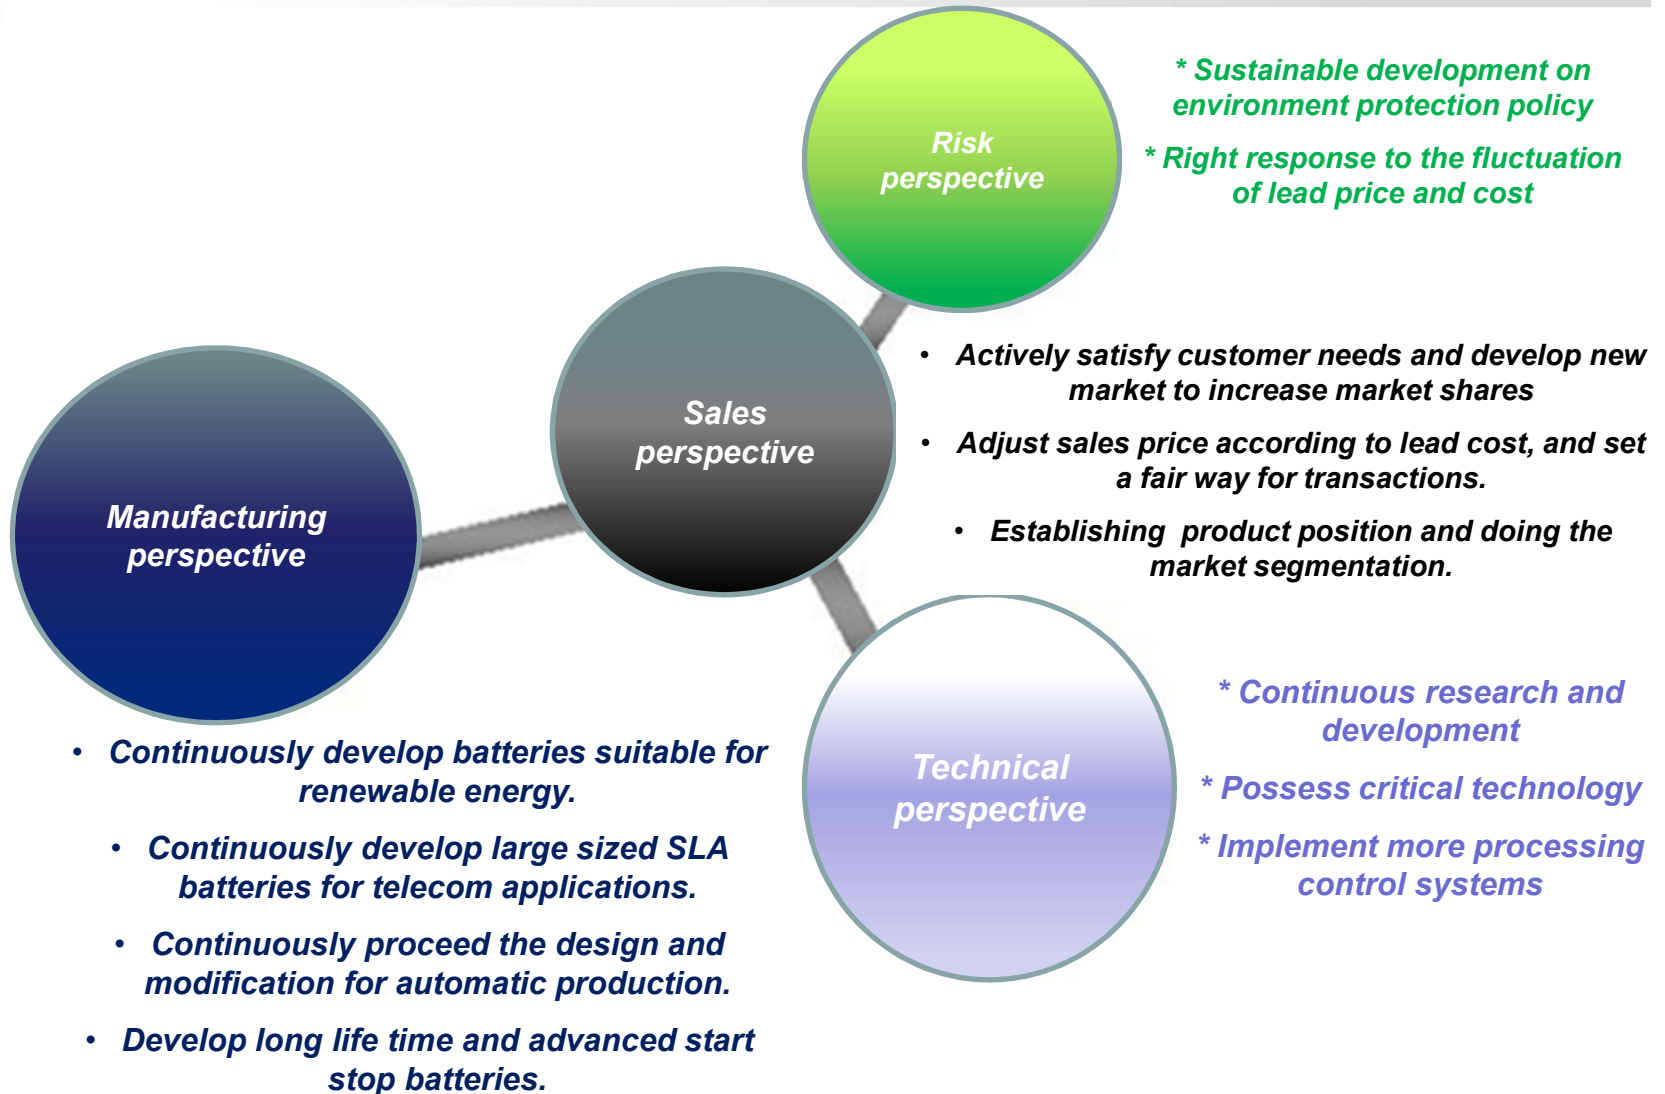 Risk
perspective
* Sustainable development on
environment protection policy
* Right response to the fluctuation
of lead price and cost
Sales
perspective
• Actively satisfy customer needs and develop new
market to increase market shares
• Adjust sales price according to lead cost, and set
a fair way for transactions.
• Establishing product position and doing the
market segmentation.
Manufacturing
perspective
• Continuously develop batteries suitable for
renewable energy.
• Continuously develop large sized SLA
batteries for telecom applications.
• Continuously proceed the design and
modification for automatic production.
• Develop long life time and advanced start
stop batteries.
Technical
perspective
* Continuous research and
development
* Possess critical technology
* Implement more processing
control systems